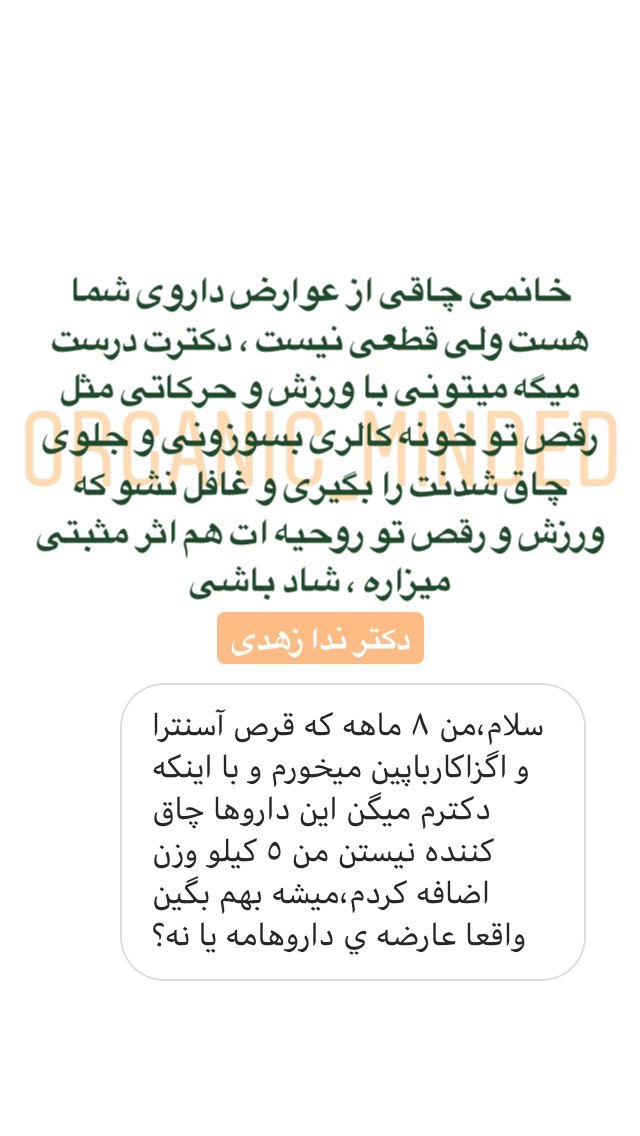 خانمی چاقی از عوارض داروی شما
هست ولی قطعی نیست ، دکترت درست
میگه میتونی با ورزش و حرکاتی مثل
رقص تو خونه کالری بسوزونی و جلوی
ORGANIC_MINDED
چاق شدنت را بگیری و غافل نشو که
ورزش و رقص تو روحیه ات هم اثر مثبتی
میزاره ، شاد باشی
دکتر ندا زهدی
سلام،من ۸ ماهه که قرص آسنترا
و اگزاکارباپین میخورم و با اینکه
دکترم میگن این داروها چاق
کننده نیستن من ۵ کیلو وزن
اضافه کردم،میشه بهم بگین
واقعا عارضه ي داروهامه یا نه؟